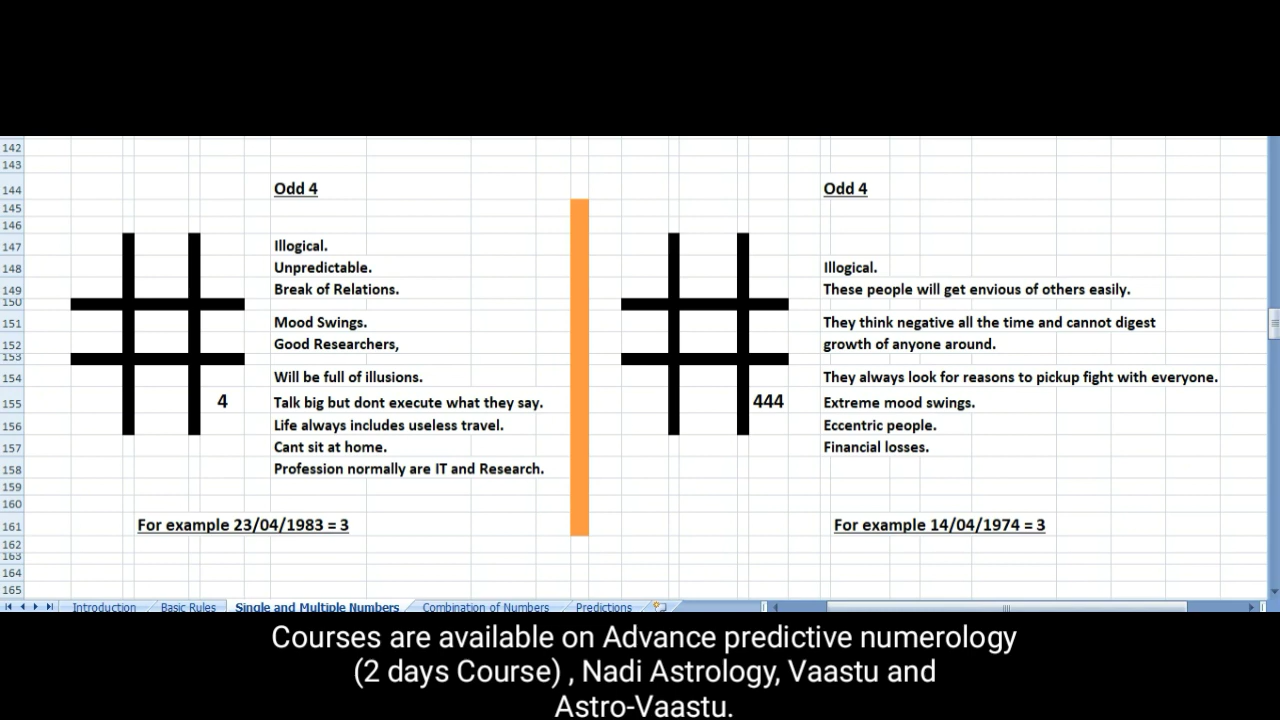 142
143
144
145
146
147
148
149
150
151
152
153
154
155
156
157
158
159
160
161
162
163
164
165
Odd 4
Illogical.
Unpredictable.
Break of Relations.
Mood Swings.
Good Researchers,
Will be full of illusions.
4
Talk big but dont execute what they say.
Life always includes useless travel.
Cant sit at home.
Profession normally are IT and Research.
For example 23/04/1983 = 3
Odd 4
Illogical.
These people will get envious of others easily.
They think negative all the time and cannot digest
growth of anyone around.
They always look for reasons to pickup fight with everyone.
444
Extreme mood swings.
Eccentric people.
Financial losses.
For example 14/04/1974 = 3
Introduction Basic Rules Single and Multiple Numbers Combination of Numbers Predictions
Courses are available on Advance predictive numerology
(2 days Course) , Nadi Astrology, Vaastu and
Astro-Vaastu.